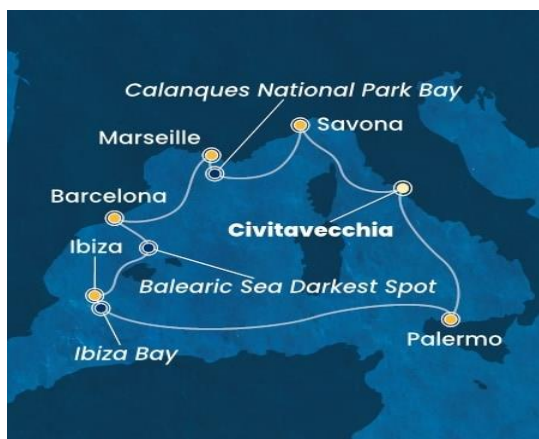 Calanques National Park Bay
Savona
Marseille
Barcelona
Civitavecchia
Ibiza
Balearic Sea Darkest Spot
Ibiza Bay
Palermo